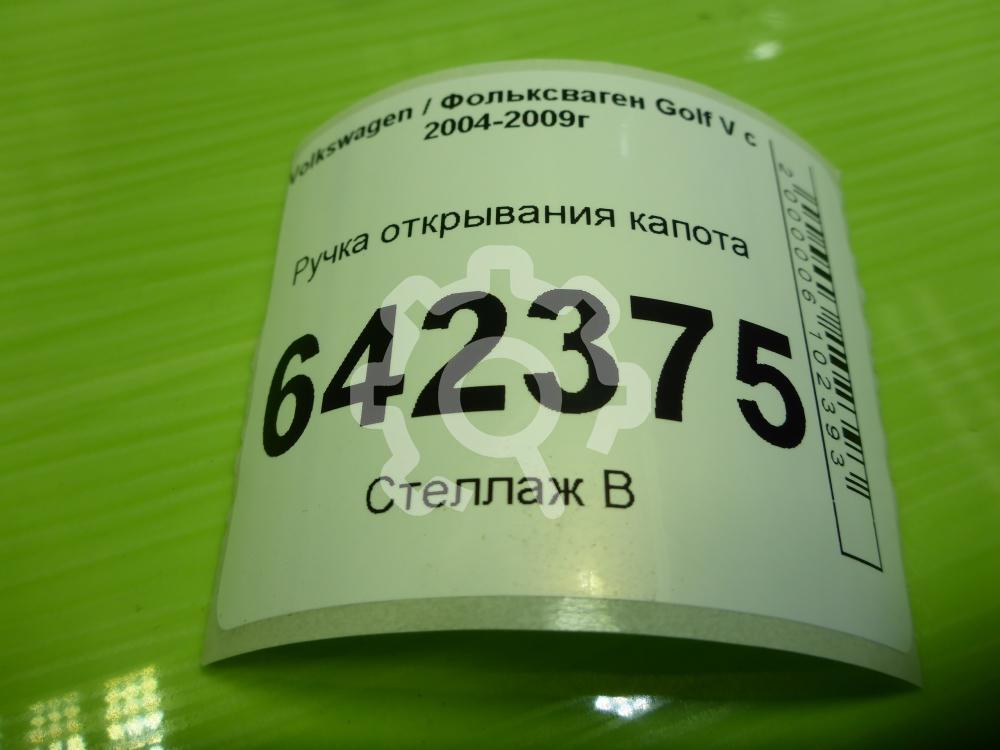 Volkswagen / Фольксваген Golf V с
2004-2009г
Ручка открывания капота
642375
Стеллаж В
2000006102393